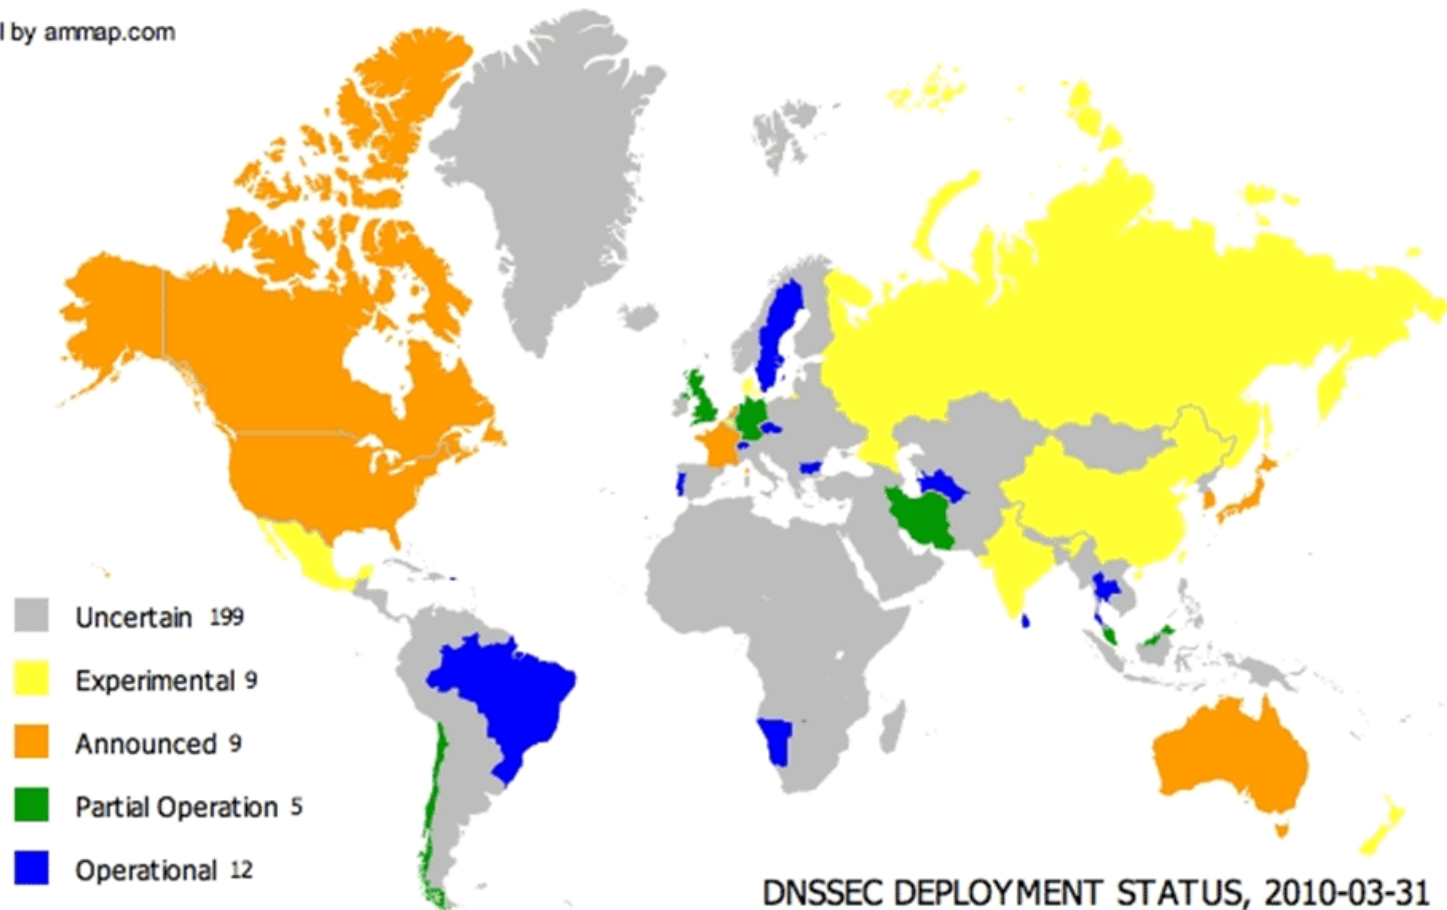 l by ammap.com
Uncertain 199
Experimental 9
Announced 9
Partial Operation 5
Operational 12
DNSSEC DEPLOYMENT STATUS, 2010-03-31